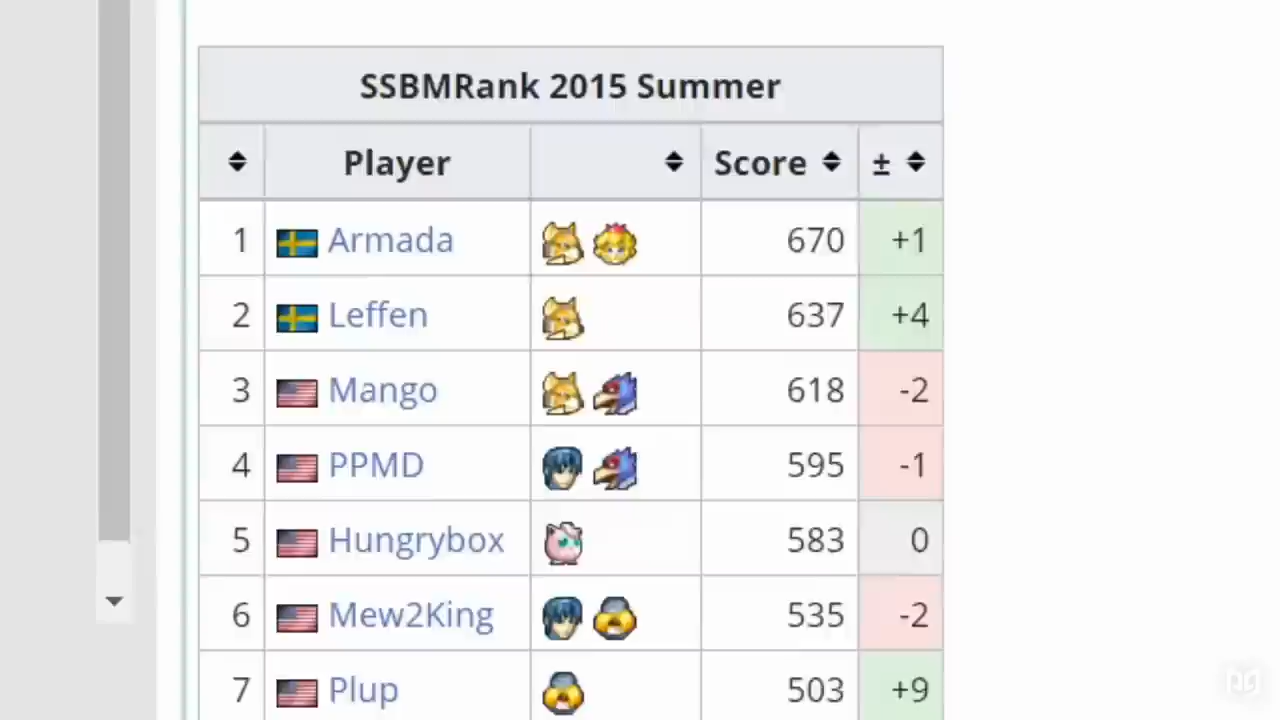 SSBMRank 2015 Summer
Player Score ±
1 Armada 670 +1
2 Leffen 637 +4
3 Mango 618 -2
4 PPMD 595 -1
5 Hungrybox 583 0
6 Mew2King 535 -2
7 Plup 503 +9